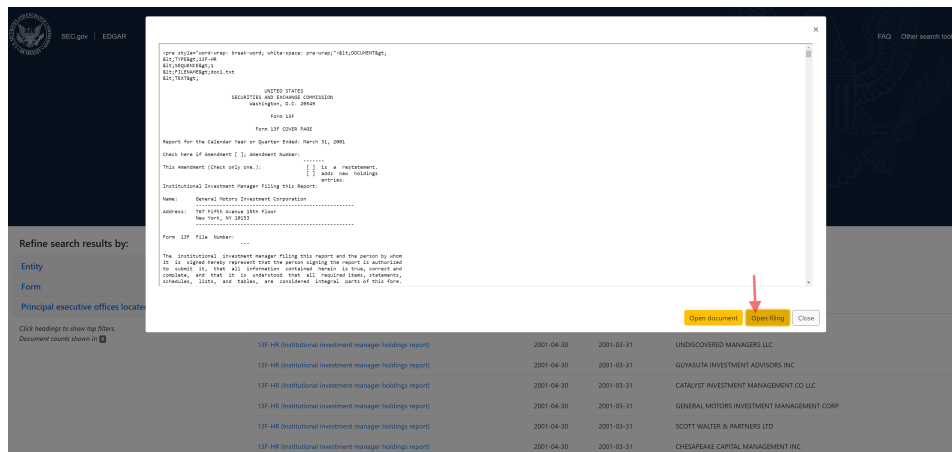 SEC.gov | EDGAR
FAQ Other search tool
×
<pre style="word-wrap: break-word; white-space: pre-wrap;">&lt;DOCUMENT&gt;
&lt;TYPE&gt;13F-HR
&lt;SEQUENCE&gt;1
&lt;FILENAME&gt;doc1.txt
&lt;TEXT&gt;
UNITED STATES
SECURITIES AND EXCHANGE COMMISSION
Washington, D.C. 20549
Form 13F
Form 13F COVER PAGE
Report for the Calendar Year or Quarter Ended: March 31, 2001
Check here if Amendment [ ]; Amendment Number:
-------
This Amendment (Check only one.): [ ] is a restatement.
[ ] adds new holdings
entries.
Institutional Investment Manager Filing this Report:
Name: General Motors Investment Corporation
Address: 767 Fifth Avenue 15th Floor
New York, NY 10153
Form 13F File Number:
---
The institutional investment manager filing this report and the person by whom
it is signed hereby represent that the person signing the report is authorized
to submit it, that all information contained herein is true, correct and
complete, and that it is understood that all required items, statements,
schedules, lists, and tables, are considered integral parts of this form.
Open document Open filing Close
Refine search results by:
Entity
Form
Principal executive offices locate
Click headings to show top filters.
Document counts shown in #
13F-HR (Institutional investment manager holdings report) 2001-04-30 2001-03-31 UNDISCOVERED MANAGERS LLC
13F-HR (Institutional investment manager holdings report) 2001-04-30 2001-03-31 GUYASUTA INVESTMENT ADVISORS INC
13F-HR (Institutional investment manager holdings report) 2001-04-30 2001-03-31 CATALYST INVESTMENT MANAGEMENT CO LLC
13F-HR (Institutional investment manager holdings report) 2001-04-30 2001-03-31 GENERAL MOTORS INVESTMENT MANAGEMENT CORP
13F-HR (Institutional investment manager holdings report) 2001-04-30 2001-03-31 SCOTT WALTER & PARTNERS LTD
13F-HR (Institutional investment manager holdings report) 2001-04-30 2001-03-31 CHESAPEAKE CAPITAL MANAGEMENT INC